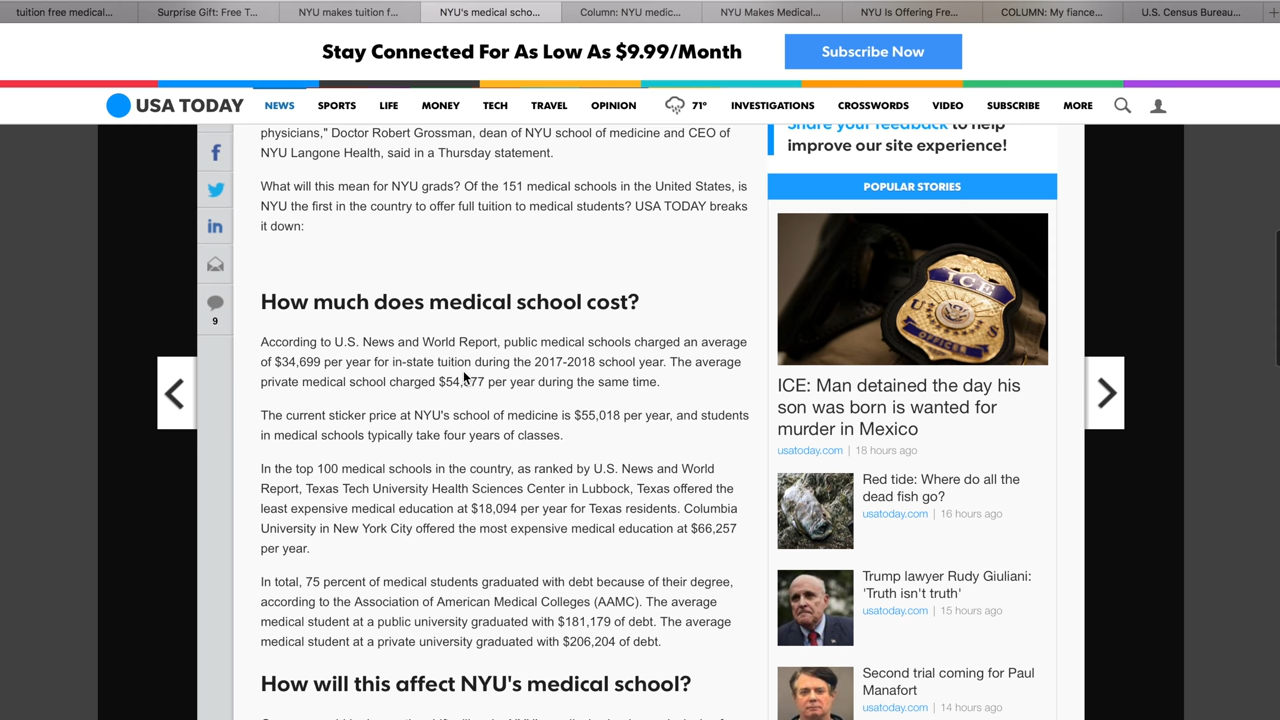 tuition free medical...
Surprise Gift: Free T...
NYU makes tuition f...
NYU's medical scho...
Column: NYU medic...
NYU Makes Medical...
NYU Is Offering Fre...
COLUMN: My fiance...
U.S. Census Bureau...
Stay Connected For As Low As $9.99/Month
Subscribe Now
USA TODAY
NEWS
SPORTS
LIFE
MONEY
TECH
TRAVEL
OPINION
71°
INVESTIGATIONS
CROSSWORDS
VIDEO
SUBSCRIBE
MORE
physicians," Doctor Robert Grossman, dean of NYU school of medicine and CEO of
NYU Langone Health, said in a Thursday statement.
What will this mean for NYU grads? Of the 151 medical schools in the United States, is
NYU the first in the country to offer full tuition to medical students? USA TODAY breaks
it down:
9
How much does medical school cost?
According to U.S. News and World Report, public medical schools charged an average
of $34,699 per year for in-state tuition during the 2017-2018 school year. The average
private medical school charged per year during the same time.
The current sticker price at NYU's school of medicine is $55,018 per year, and students
in medical schools typically take four years of classes.
In the top 100 medical schools in the country, as ranked by U.S. News and World
Report, Texas Tech University Health Sciences Center in Lubbock, Texas offered the
least expensive medical education at $18,094 per year for Texas residents. Columbia
University in New York City offered the most expensive medical education at $66,257
per year.
In total, 75 percent of medical students graduated with debt because of their degree,
according to the Association of American Medical Colleges (AAMC). The average
medical student at a public university graduated with $181,179 of debt. The average
medical student at a private university graduated with $206,204 of debt.
How will this affect NYU's medical school?
Share your feedback to help
improve our site experience!
POPULAR STORIES
ICE
U S
OFFICER
ICE: Man detained the day his
son was born is wanted for
murder in Mexico
usatoday.com | 18 hours ago
Red tide: Where do all the
dead fish go?
usatoday.com | 16 hours ago
Trump lawyer Rudy Giuliani:
'Truth isn't truth'
usatoday.com | 15 hours ago
Second trial coming for Paul
Manafort
usatoday.com | 14 hours ago